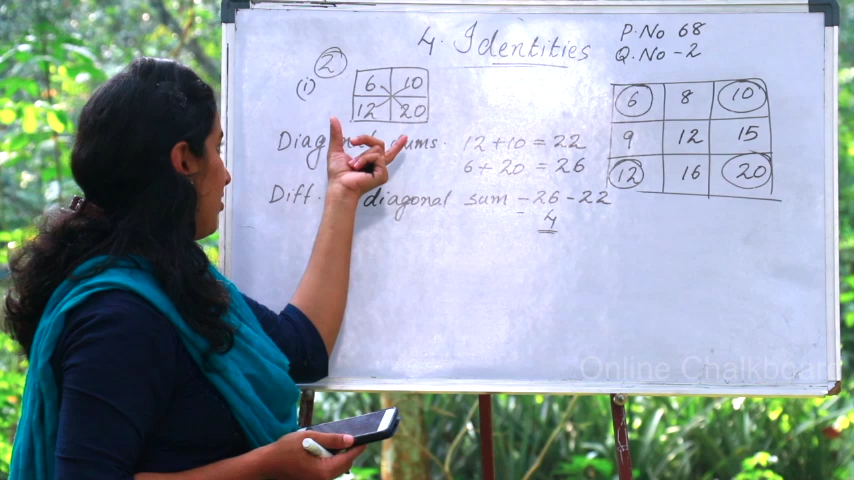 4. Identities
P.No 68
Q.No - 2
2
(i)
6 10
12 20
Diagonal sums. 12 + 10 = 22
6 + 20 = 26
Diff. diagonal sum - 26 - 22
- 4
6 8 10
9 12 15
12 16 20
Online Chalkboard